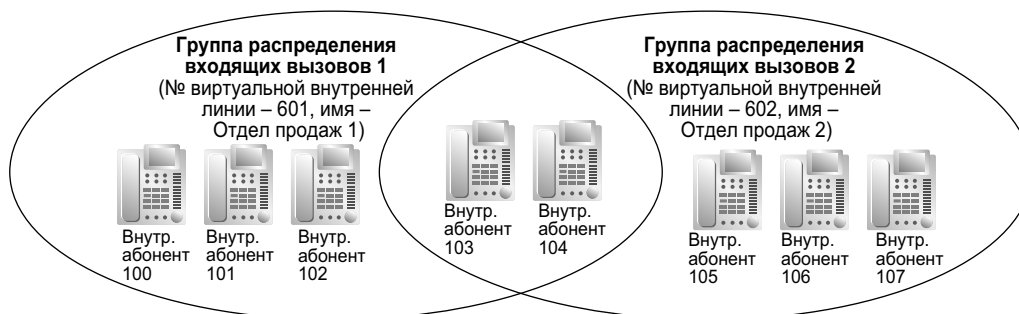 Группа распределения
входящих вызовов 1
(№ виртуальной внутренней
линии – 601, имя –
Отдел продаж 1)
Группа распределения
входящих вызовов 2
(№ виртуальной внутренней
линии – 602, имя –
Отдел продаж 2)
Внутр.
абонент
100
Внутр.
абонент
101
Внутр.
абонент
102
Внутр.
абонент
103
Внутр.
абонент
104
Внутр.
абонент
105
Внутр.
абонент
106
Внутр.
абонент
107